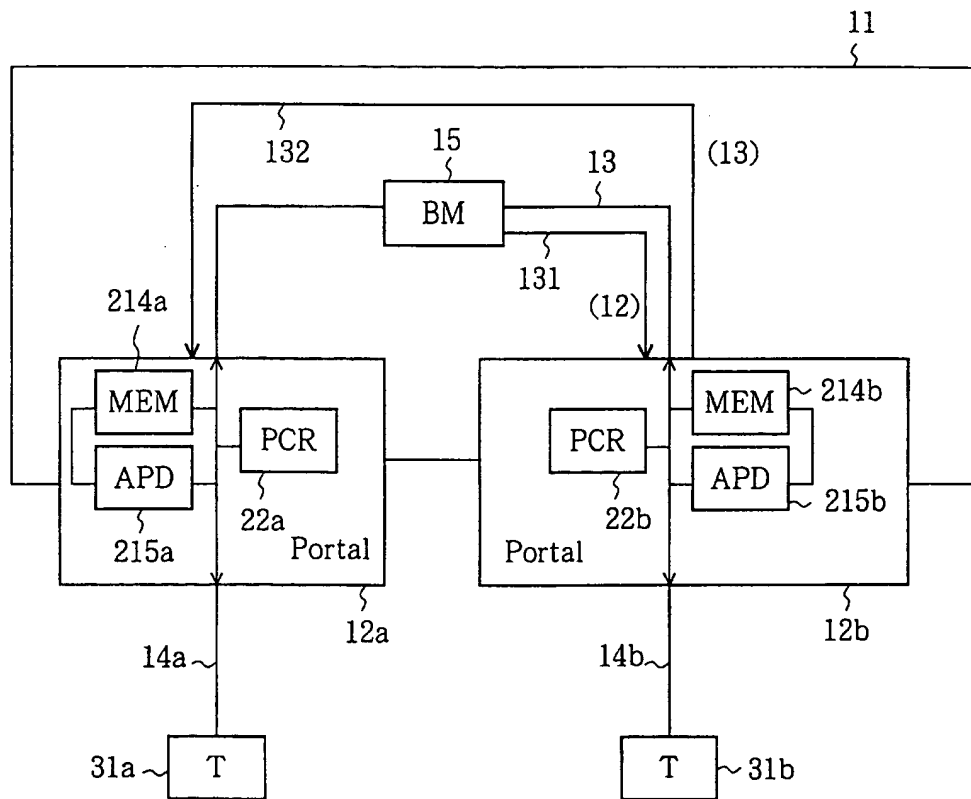 11
132
15
13
(13)
BM
131
214a
(12)
MEM
MEM
214b
PCR
PCR
APD
APD
22a
22b
215b
215a
Portal
Portal
12a
12b
14a
14b
31a
T
T
31b